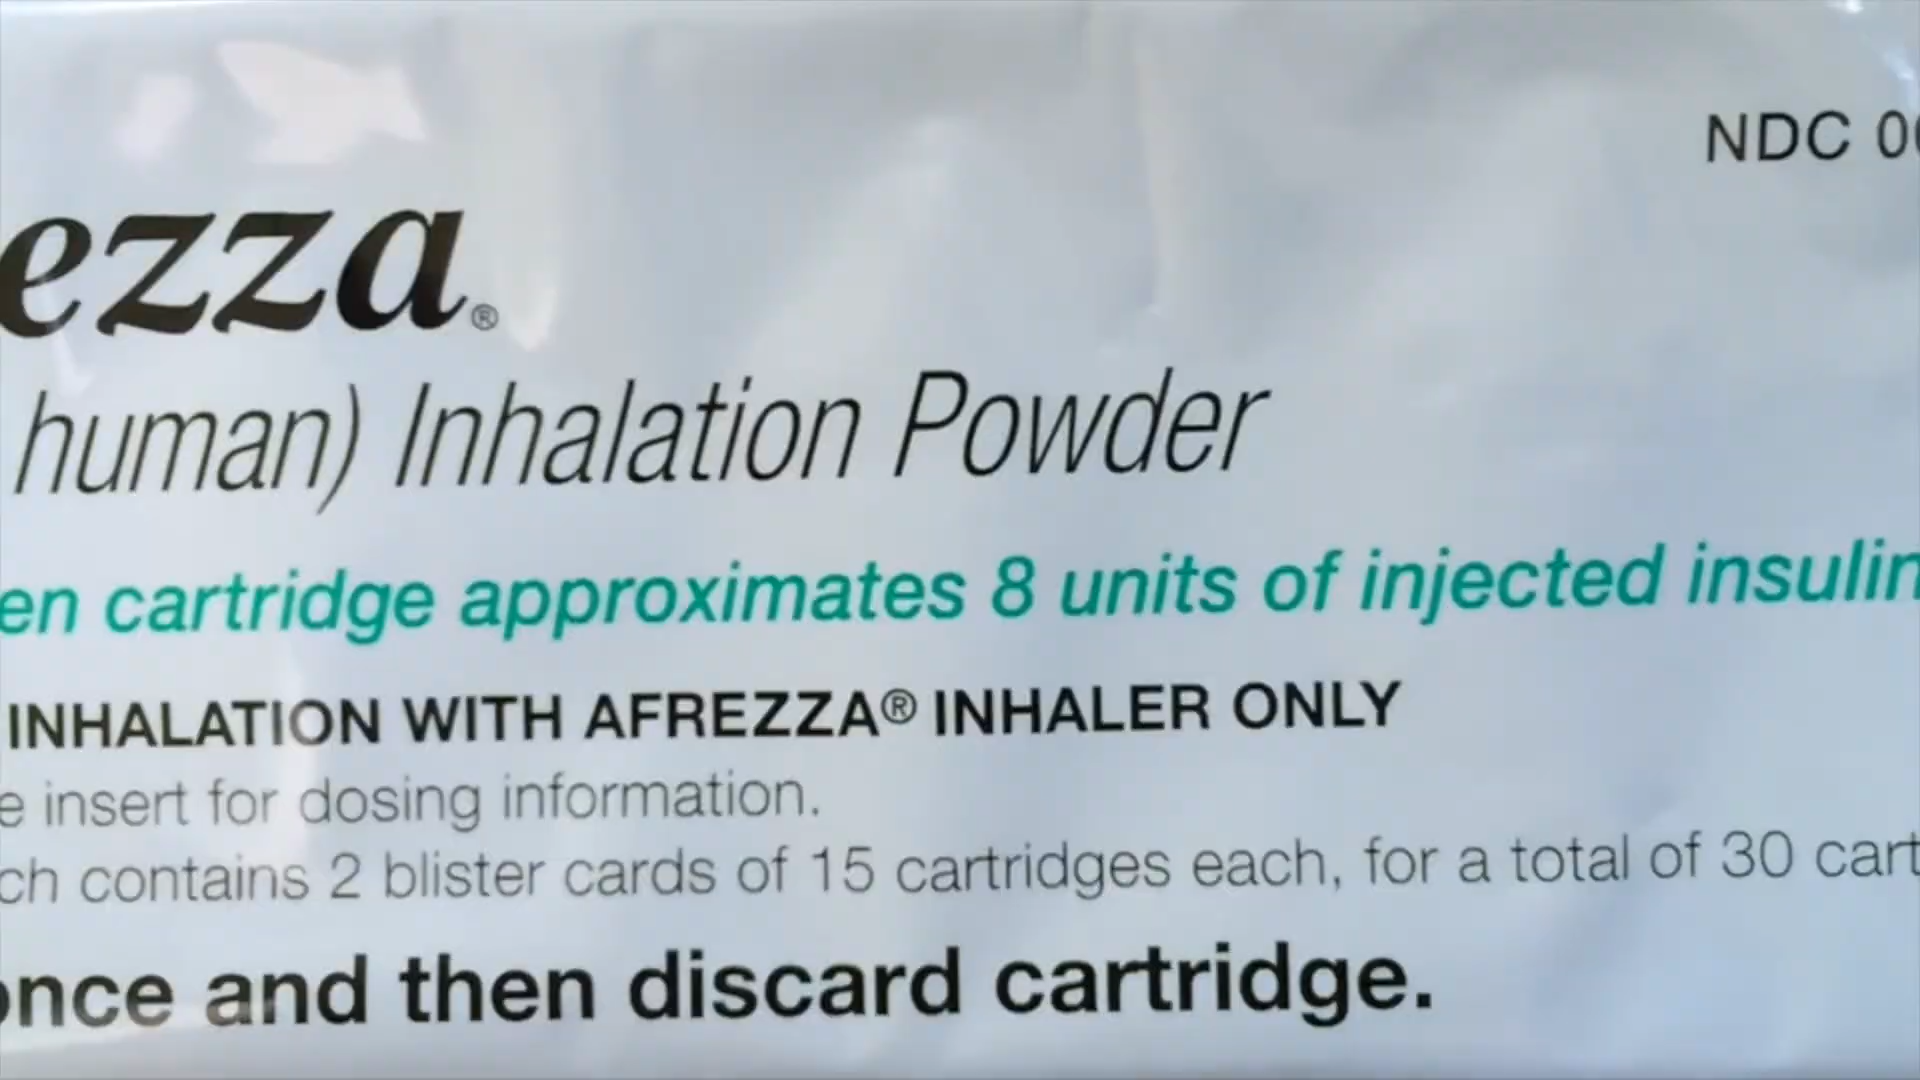 NDC 0
ezza®
human) Inhalation Powder
en cartridge approximates 8 units of injected insulin
INHALATION WITH AFREZZA® INHALER ONLY
e insert for dosing information.
ch contains 2 blister cards of 15 cartridges each, for a total of 30 cart
once and then discard cartridge.